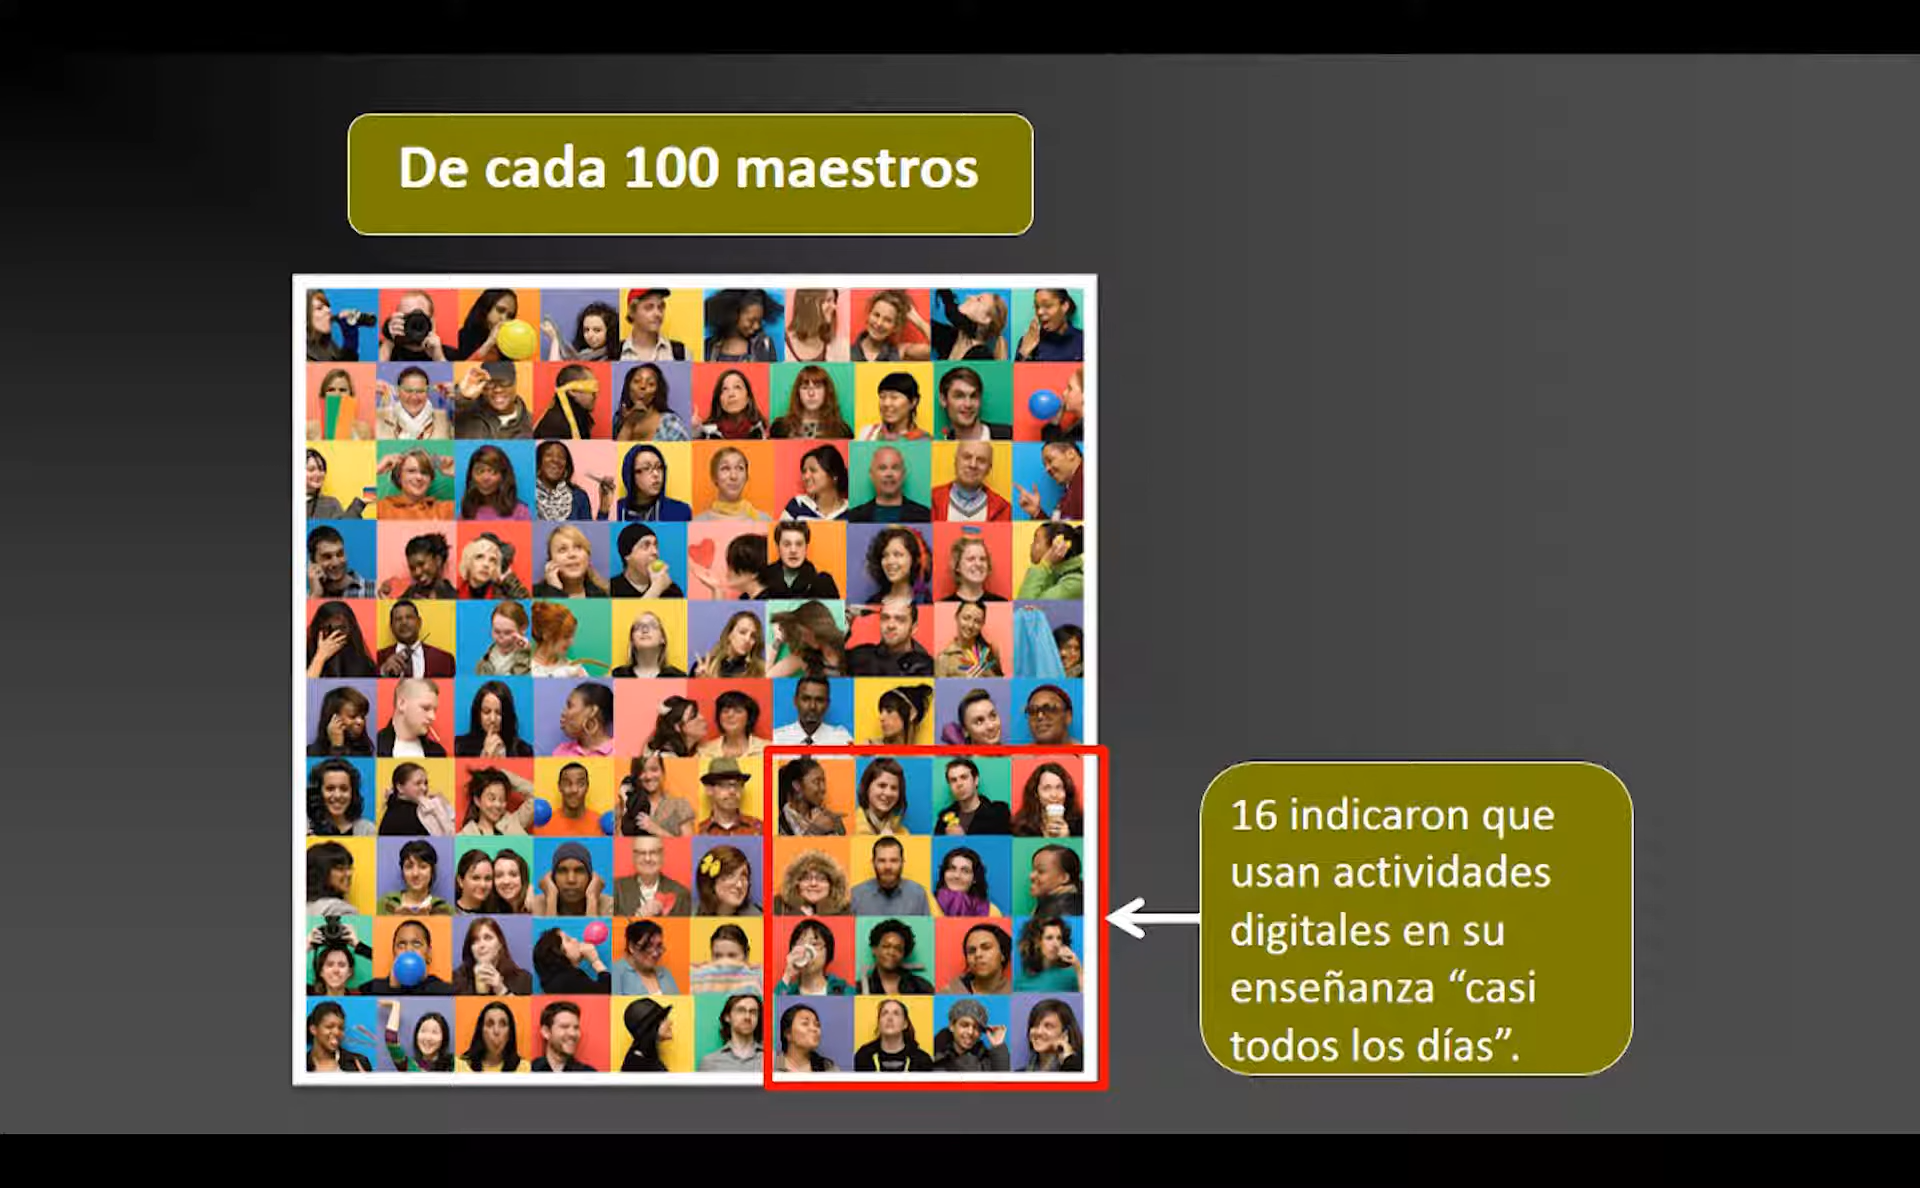 De cada 100 maestros
16 indicaron que
usan actividades
digitales en su
enseñanza “casi
todos los días”.